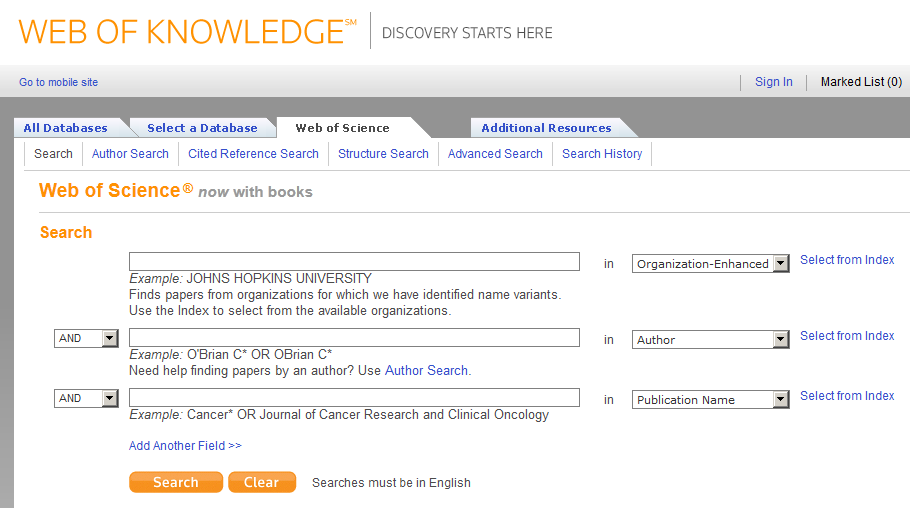 WEB OF KNOWLEDGE℠ DISCOVERY STARTS HERE
Go to mobile site Sign In Marked List (0)
All Databases Select a Database Web of Science Additional Resources
Search Author Search Cited Reference Search Structure Search Advanced Search Search History
Web of Science® now with books
Search
in Organization-Enhanced Select from Index
Example: JOHNS HOPKINS UNIVERSITY
Finds papers from organizations for which we have identified name variants.
Use the Index to select from the available organizations.
AND in Author Select from Index
Example: O'Brian C* OR OBrian C*
Need help finding papers by an author? Use Author Search.
AND in Publication Name Select from Index
Example: Cancer* OR Journal of Cancer Research and Clinical Oncology
Add Another Field >>
Search Clear Searches must be in English